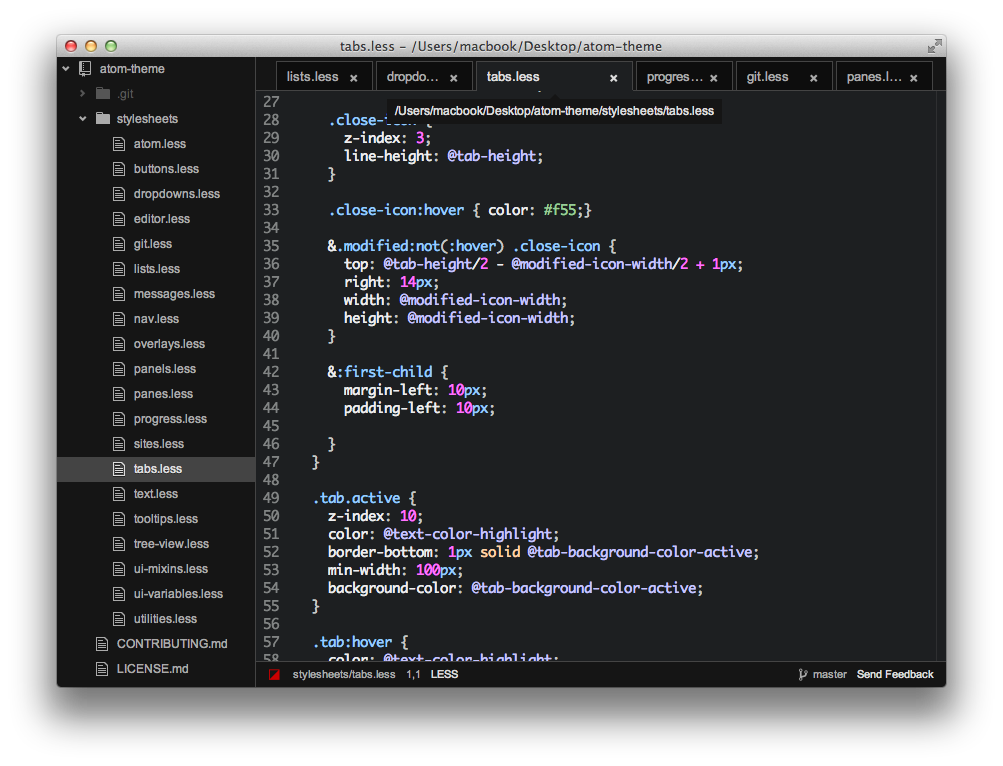 tabs.less – /Users/macbook/Desktop/atom-theme
atom-theme
.git
stylesheets
atom.less
buttons.less
dropdowns.less
editor.less
git.less
lists.less
messages.less
nav.less
overlays.less
panels.less
panes.less
progress.less
sites.less
tabs.less
text.less
tooltips.less
tree-view.less
ui-mixins.less
ui-variables.less
utilities.less
CONTRIBUTING.md
LICENSE.md
lists.less × dropdo... × tabs.less × progres... × git.less × panes.l... ×
/Users/macbook/Desktop/atom-theme/stylesheets/tabs.less
27
28 .close-icon {
29 z-index: 3;
30 line-height: @tab-height;
31 }
32
33 .close-icon:hover { color: #f55;}
34
35 &.modified:not(:hover) .close-icon {
36 top: @tab-height/2 - @modified-icon-width/2 + 1px;
37 right: 14px;
38 width: @modified-icon-width;
39 height: @modified-icon-width;
40 }
41
42 &:first-child {
43 margin-left: 10px;
44 padding-left: 10px;
45
46 }
47 }
48
49 .tab.active {
50 z-index: 10;
51 color: @text-color-highlight;
52 border-bottom: 1px solid @tab-background-color-active;
53 min-width: 100px;
54 background-color: @tab-background-color-active;
55 }
56
57 .tab:hover {
58 color: @text-color-highlight;
stylesheets/tabs.less 1,1 LESS master Send Feedback